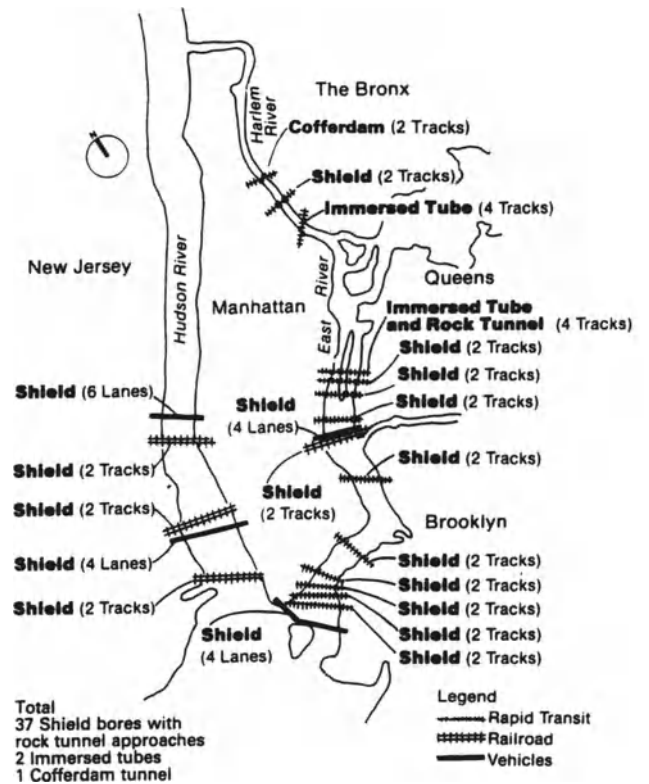 The Bronx
Harlem River
Cofferdam (2 Tracks)
Shield (2 Tracks)
Immersed Tube (4 Tracks)
N
New Jersey
Hudson River
Manhattan
East River
Queens
Immersed Tube
and Rock Tunnel (4 Tracks)
Shield (2 Tracks)
Shield (2 Tracks)
Shield (2 Tracks)
Shield (6 Lanes)
Shield
(4 Lanes)
Shield (2 Tracks)
Shield (2 Tracks)
Shield
(2 Tracks)
Shield (2 Tracks)
Brooklyn
Shield (4 Lanes)
Shield (2 Tracks)
Shield (2 Tracks)
Shield (2 Tracks)
Shield (2 Tracks)
Shield (2 Tracks)
Shield (2 Tracks)
Shield
(4 Lanes)
Total
37 Shield bores with
rock tunnel approaches
2 Immersed tubes
1 Cofferdam tunnel
Legend
Rapid Transit
Railroad
Vehicles